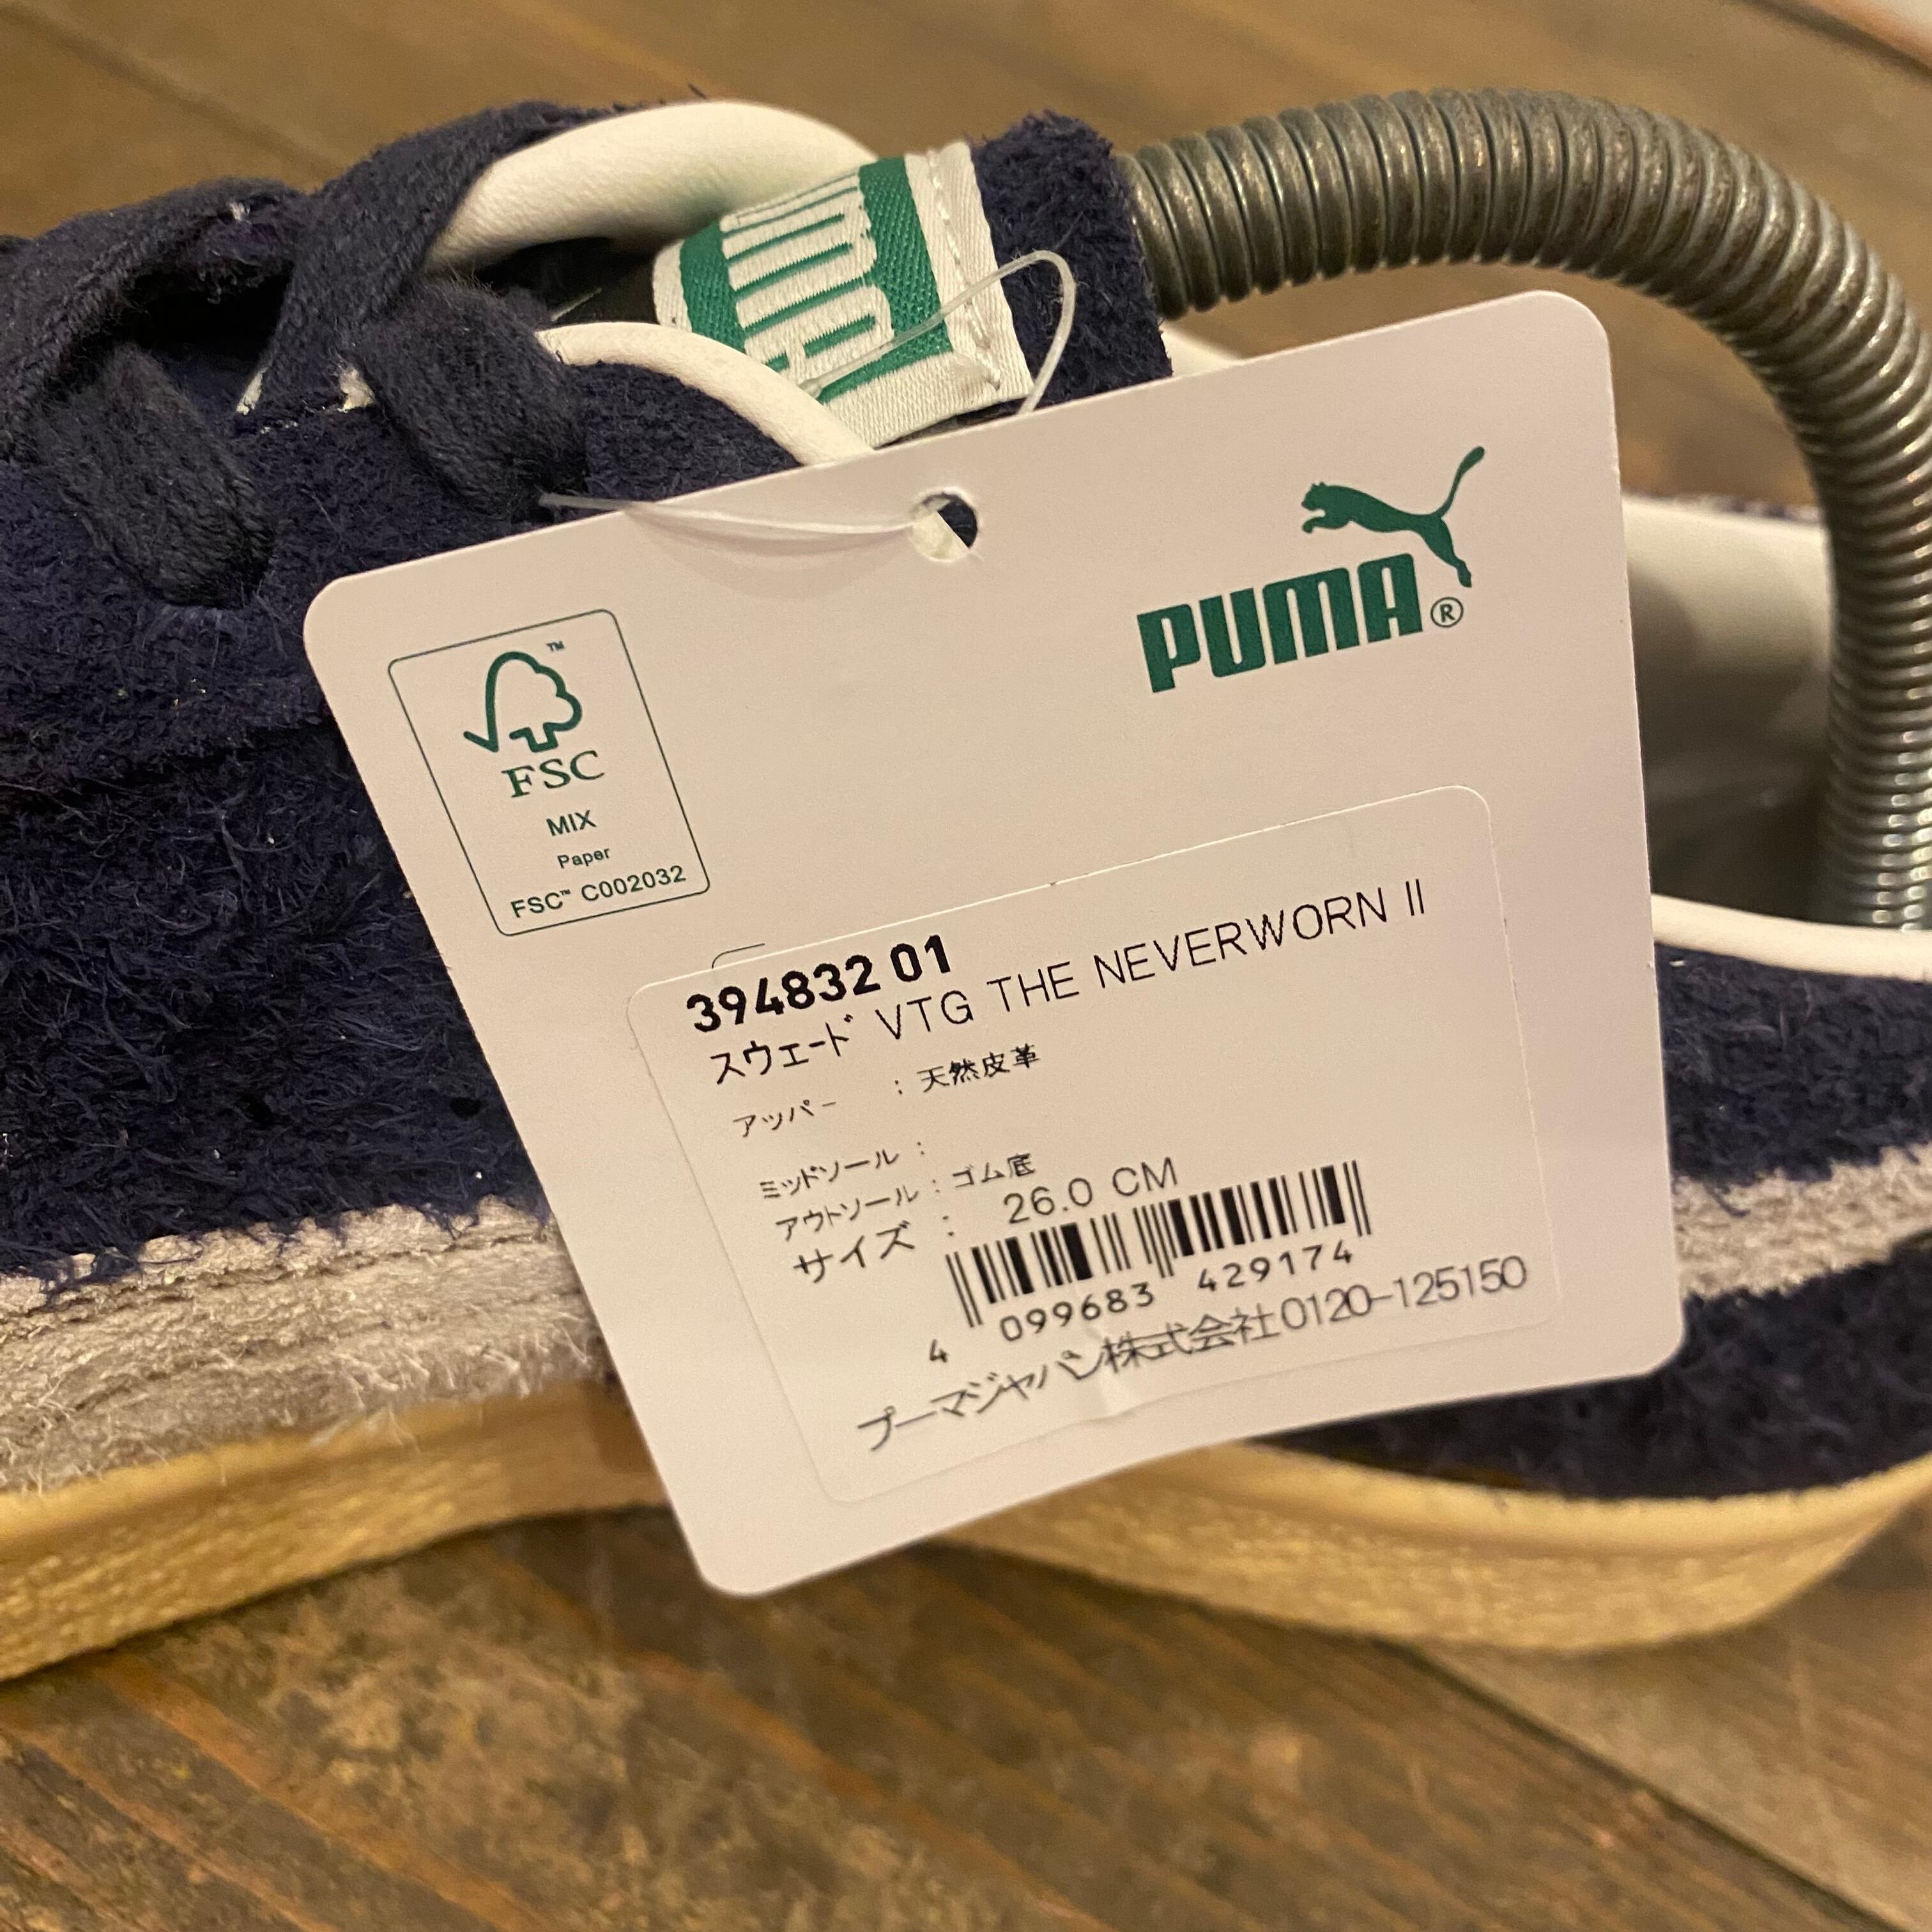 PUMA
PUMA®
FSC™
MIX
Paper
FSC™ C002032
394832 01
スウェード VTG THE NEVERWORN II
アッパー : 天然皮革
ミッドソール :
アウトソール : ゴム底
サイズ : 26.0 CM
4 099683 429174
プーマジャパン株式会社0120-125150